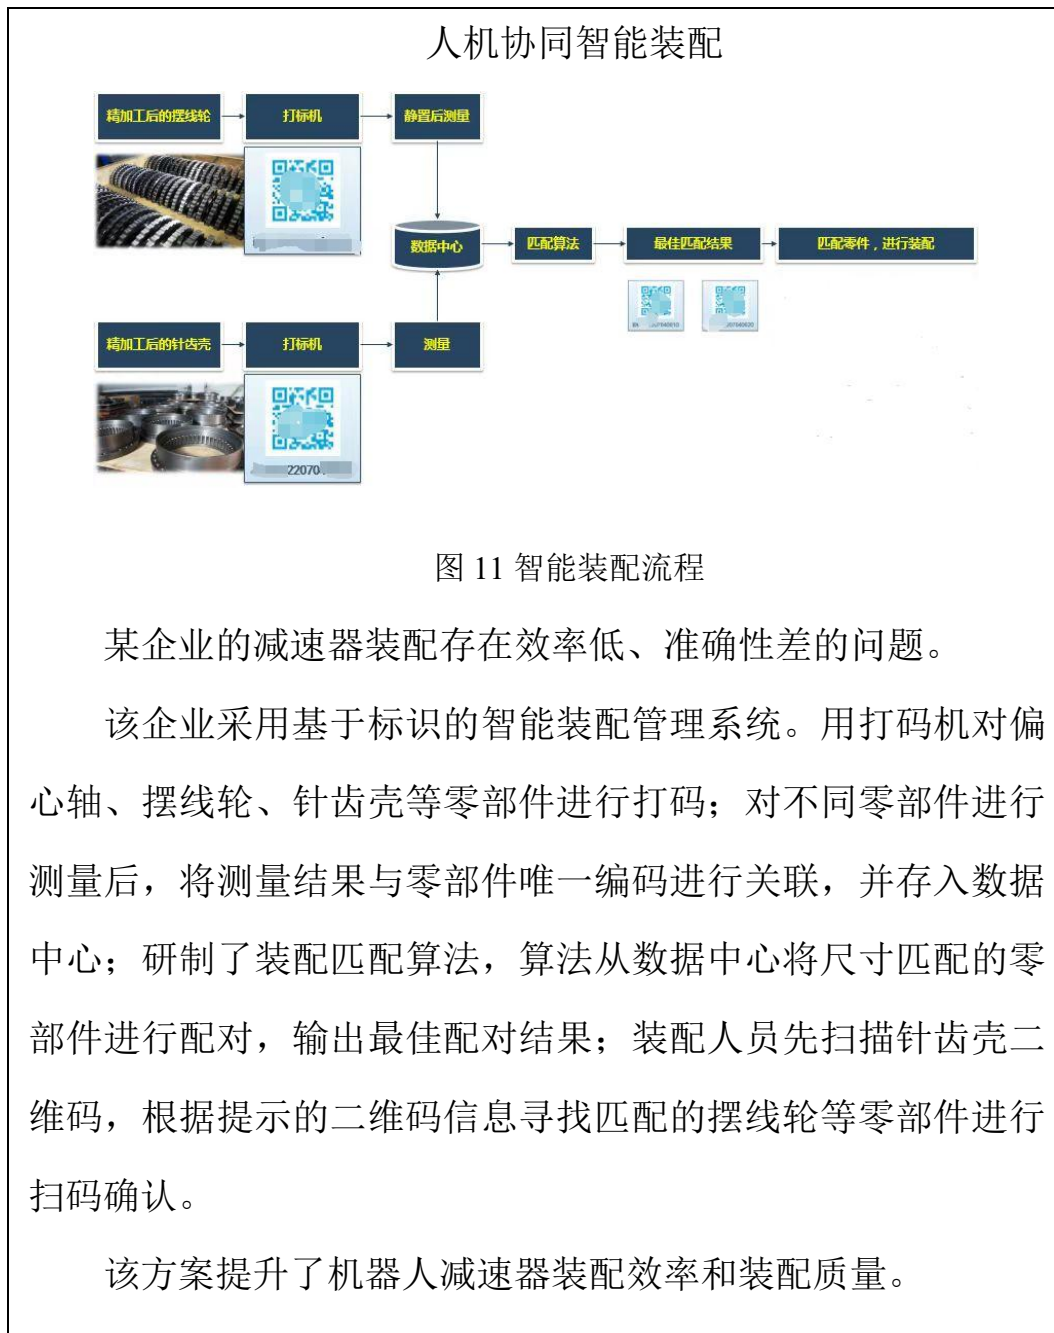 人机协同智能装配
精加工后的摆线轮
打标机
静置后测量
数据中心
匹配算法
最佳匹配结果
匹配零件，进行装配
精加工后的针齿壳
打标机
测量
22070
图 11 智能装配流程
某企业的减速器装配存在效率低、准确性差的问题。
该企业采用基于标识的智能装配管理系统。用打码机对偏
心轴、摆线轮、针齿壳等零部件进行打码；对不同零部件进行
测量后，将测量结果与零部件唯一编码进行关联，并存入数据
中心；研制了装配匹配算法，算法从数据中心将尺寸匹配的零
部件进行配对，输出最佳配对结果；装配人员先扫描针齿壳二
维码，根据提示的二维码信息寻找匹配的摆线轮等零部件进行
扫码确认。
该方案提升了机器人减速器装配效率和装配质量。